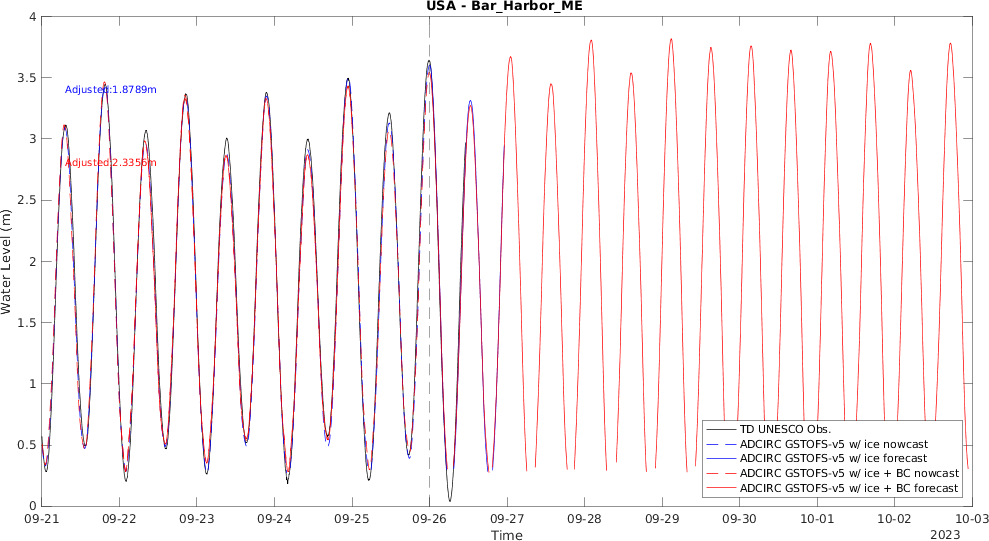 USA - Bar_Harbor_ME
4
3.5
3
2.5
2
1.5
1
0.5
0
Water Level (m)
Adjusted:1.8789m
Adjusted:2.3356m
TD UNESCO Obs.
ADCIRC GSTOFS-v5 w/ ice nowcast
ADCIRC GSTOFS-v5 w/ ice forecast
ADCIRC GSTOFS-v5 w/ ice + BC nowcast
ADCIRC GSTOFS-v5 w/ ice + BC forecast
09-21 09-22 09-23 09-24 09-25 09-26 09-27 09-28 09-29 09-30 10-01 10-02 10-03
Time
2023